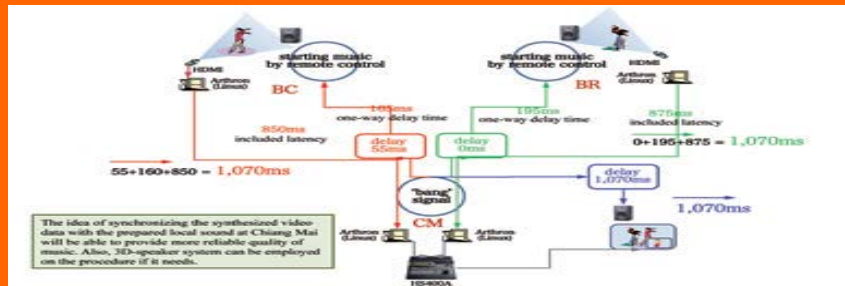 HDMI
Arthron
(Linux)
starting music
by remote control
BC
starting music
by remote control
BR
HDMI
Arthron
(Linux)
one-way delay time
850ms
included latency
delay
55ms
195ms
one-way delay time
delay
0ms
875ms
included latency
0+195+875 = 1,070ms
55+160+850 = 1,070ms
"bang"
signal
CM
delay
1,070ms
1,070ms
Arthron
(Linux)
Arthron
(Linux)
HS400A
The idea of synchronizing the synthesized video
data with the prepared local sound at Chiang Mai
will be able to provide more reliable quality of
music. Also, 3D-speaker system can be employed
on the procedure if it needs.